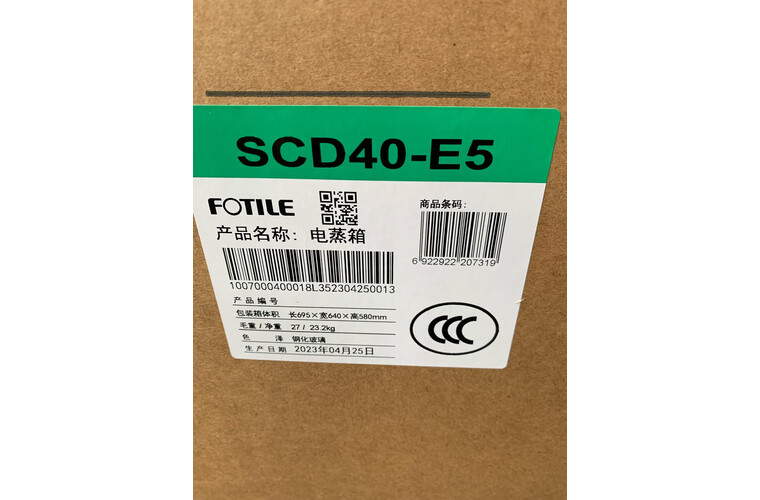 SCD40-E5
FOTILE
商品条码:
产品名称: 电蒸箱
6 922922 207319
1007000400018L352304250013
产品编号
包装箱体积 长695×宽640×高580mm
毛重/净重 27/23.2kg
色泽 钢化玻璃
生产日期 2023年04月25日
CCC